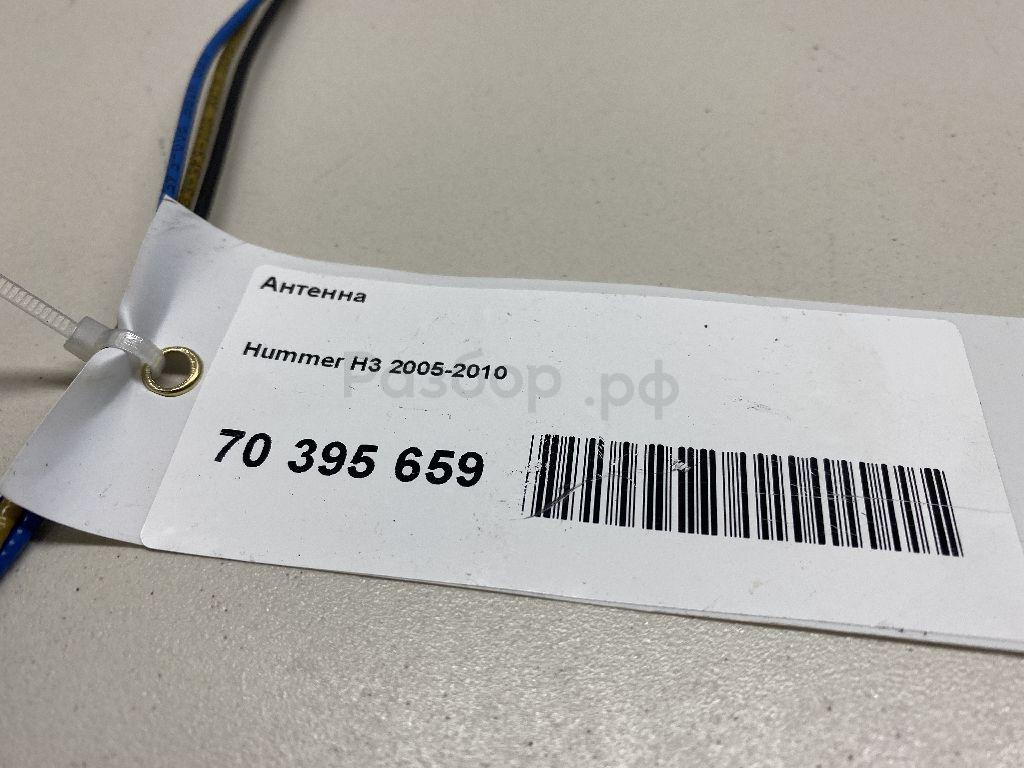 Антенна
Hummer H3 2005-2010
Разбор.рф
70 395 659